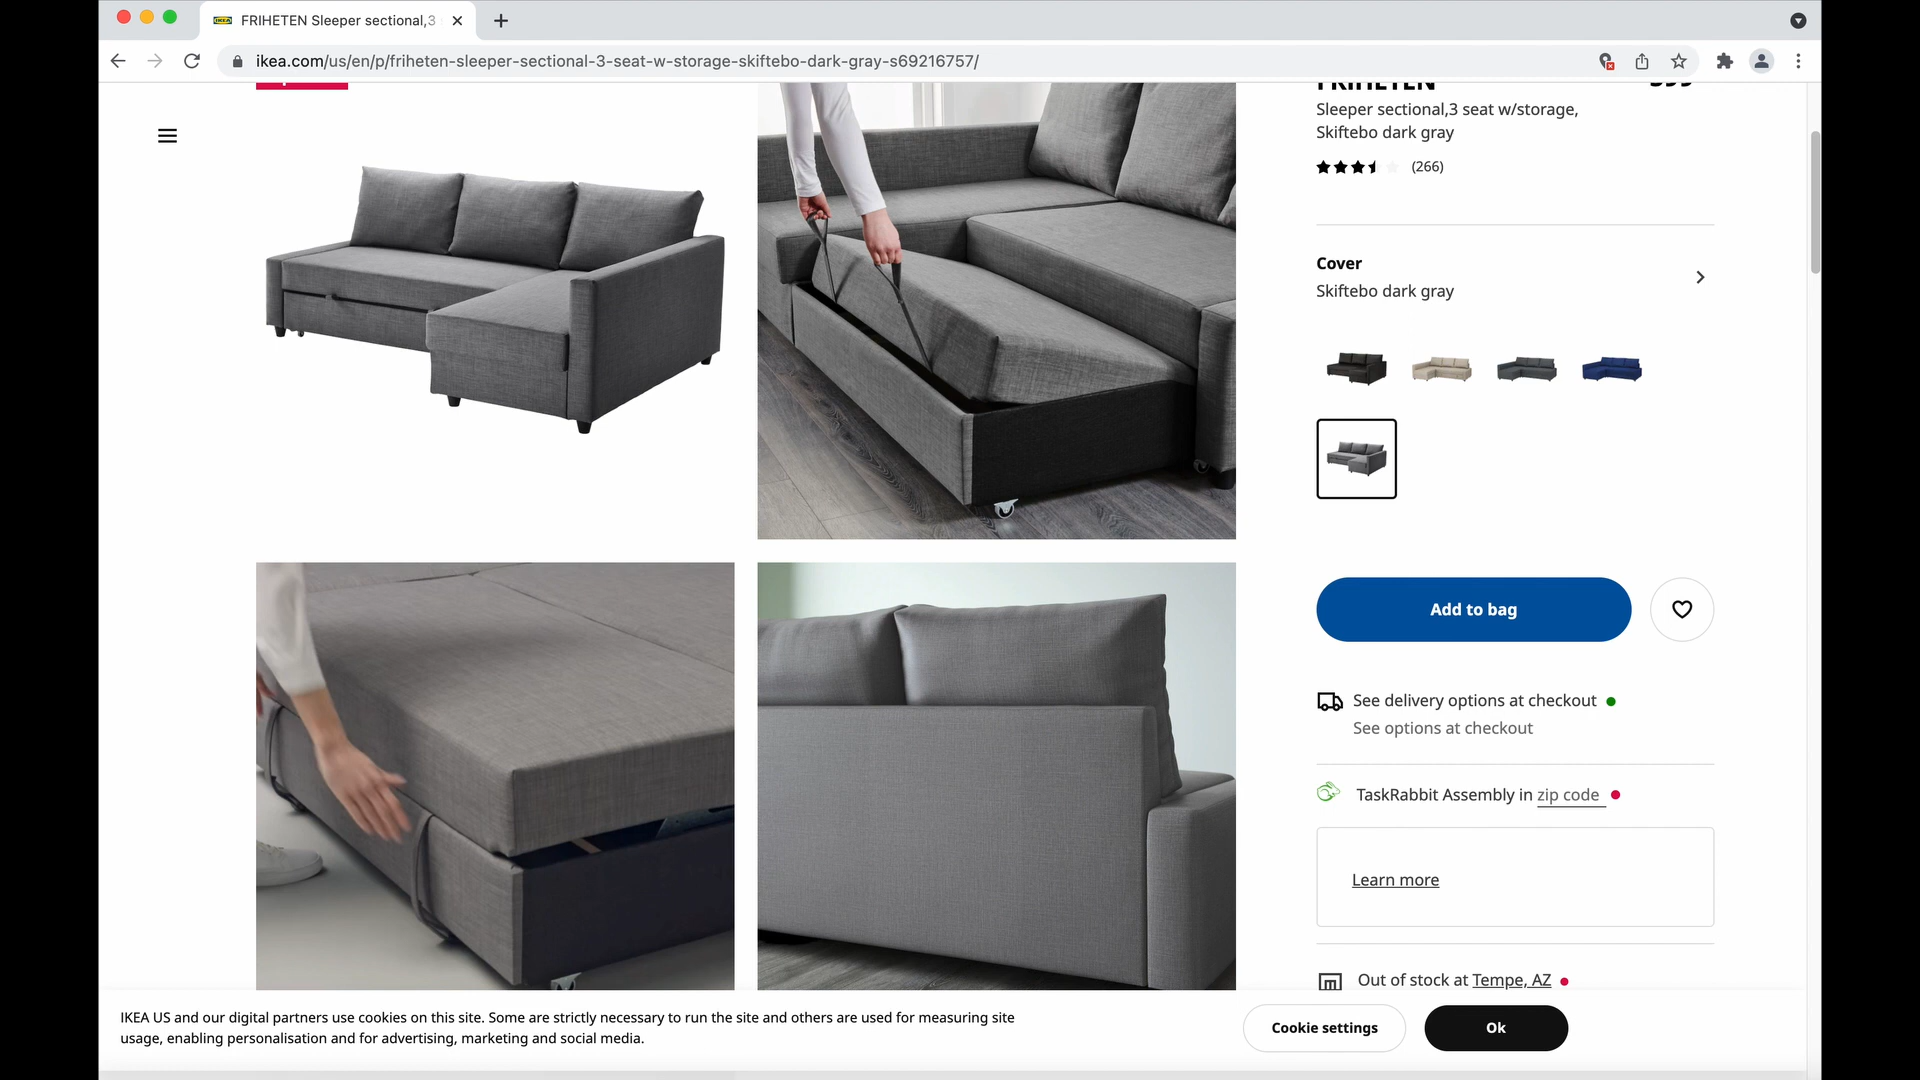 FRIHETEN Sleeper sectional,3
ikea.com/us/en/p/friheten-sleeper-sectional-3-seat-w-storage-skiftebo-dark-gray-s69216757/
FRIHETEN
Sleeper sectional,3 seat w/storage,
Skiftebo dark gray
(266)
Cover
Skiftebo dark gray
Add to bag
See delivery options at checkout
See options at checkout
TaskRabbit Assembly in zip code
Learn more
Out of stock at Tempe, AZ
IKEA US and our digital partners use cookies on this site. Some are strictly necessary to run the site and others are used for measuring site
usage, enabling personalisation and for advertising, marketing and social media.
Cookie settings
Ok